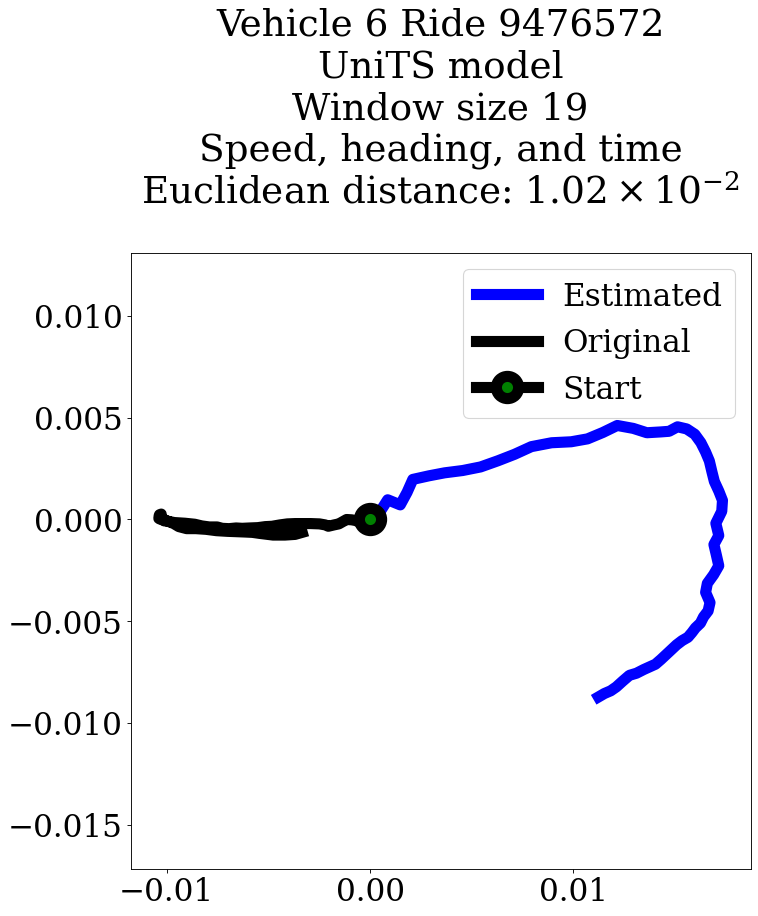 Vehicle 6 Ride 9476572
UniTS model
Window size 19
Speed, heading, and time
Euclidean distance: 1.02 × 10⁻²
Estimated
Original
Start
0.010
0.005
0.000
−0.005
−0.010
−0.015
−0.01
0.00
0.01